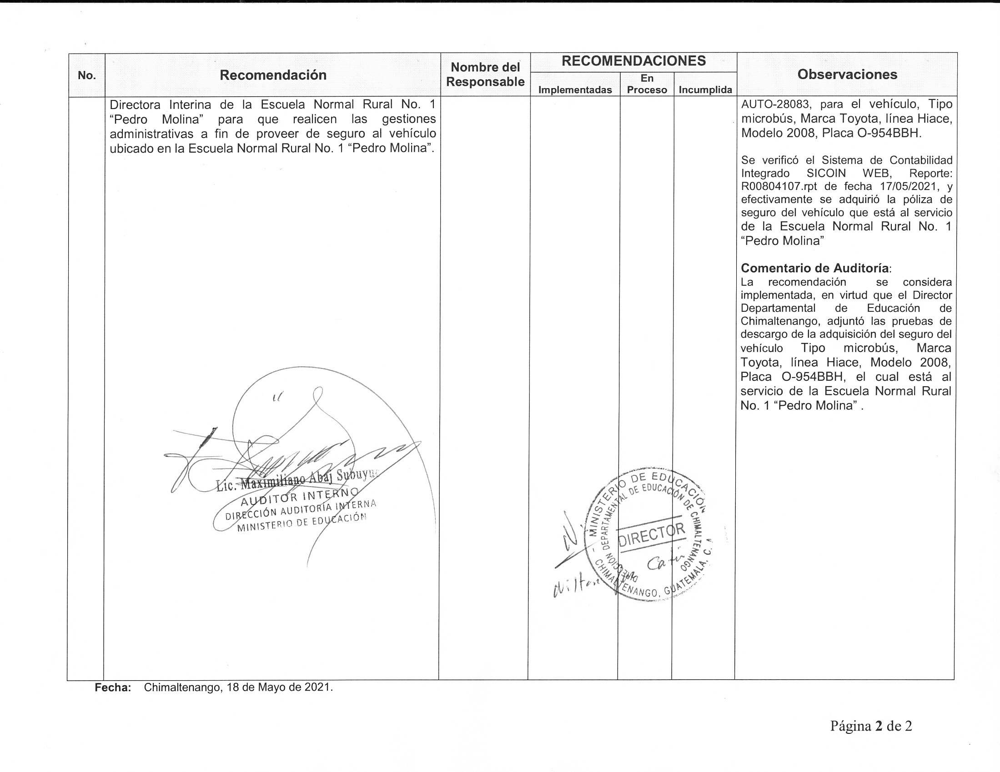 No.
Recomendación
Nombre del
Responsable
RECOMENDACIONES
Implementadas
En
Proceso
Incumplida
Observaciones
Directora Interina de la Escuela Normal Rural No. 1
“Pedro Molina” para que realicen las gestiones
administrativas a fin de proveer de seguro al vehículo
ubicado en la Escuela Normal Rural No. 1 “Pedro Molina”.
AUTO-28083, para el vehículo, Tipo
microbús, Marca Toyota, línea Hiace,
Modelo 2008, Placa O-954BBH.
Se verificó el Sistema de Contabilidad
Integrado SICOIN WEB, Reporte:
R00804107.rpt de fecha 17/05/2021, y
efectivamente se adquirió la póliza de
seguro del vehículo que está al servicio
de la Escuela Normal Rural No. 1
“Pedro Molina”
Comentario de Auditoría:
La recomendación se considera
implementada, en virtud que el Director
Departamental de Educación de
Chimaltenango, adjuntó las pruebas de
descargo de la adquisición del seguro del
vehículo Tipo microbús, Marca
Toyota, línea Hiace, Modelo 2008,
Placa O-954BBH, el cual está al
servicio de la Escuela Normal Rural
No. 1 “Pedro Molina” .
Lic. Maximiliano Abaj Subuyuc
AUDITOR INTERNO
DIRECCIÓN AUDITORÍA INTERNA
MINISTERIO DE EDUCACIÓN
MINISTERIO DE EDUCACIÓN
DIRECCIÓN DEPARTAMENTAL DE EDUCACIÓN DE CHIMALTENANGO
DIRECTOR
CHIMALTENANGO, GUATEMALA, C. A.
Fecha: Chimaltenango, 18 de Mayo de 2021.
Página 2 de 2